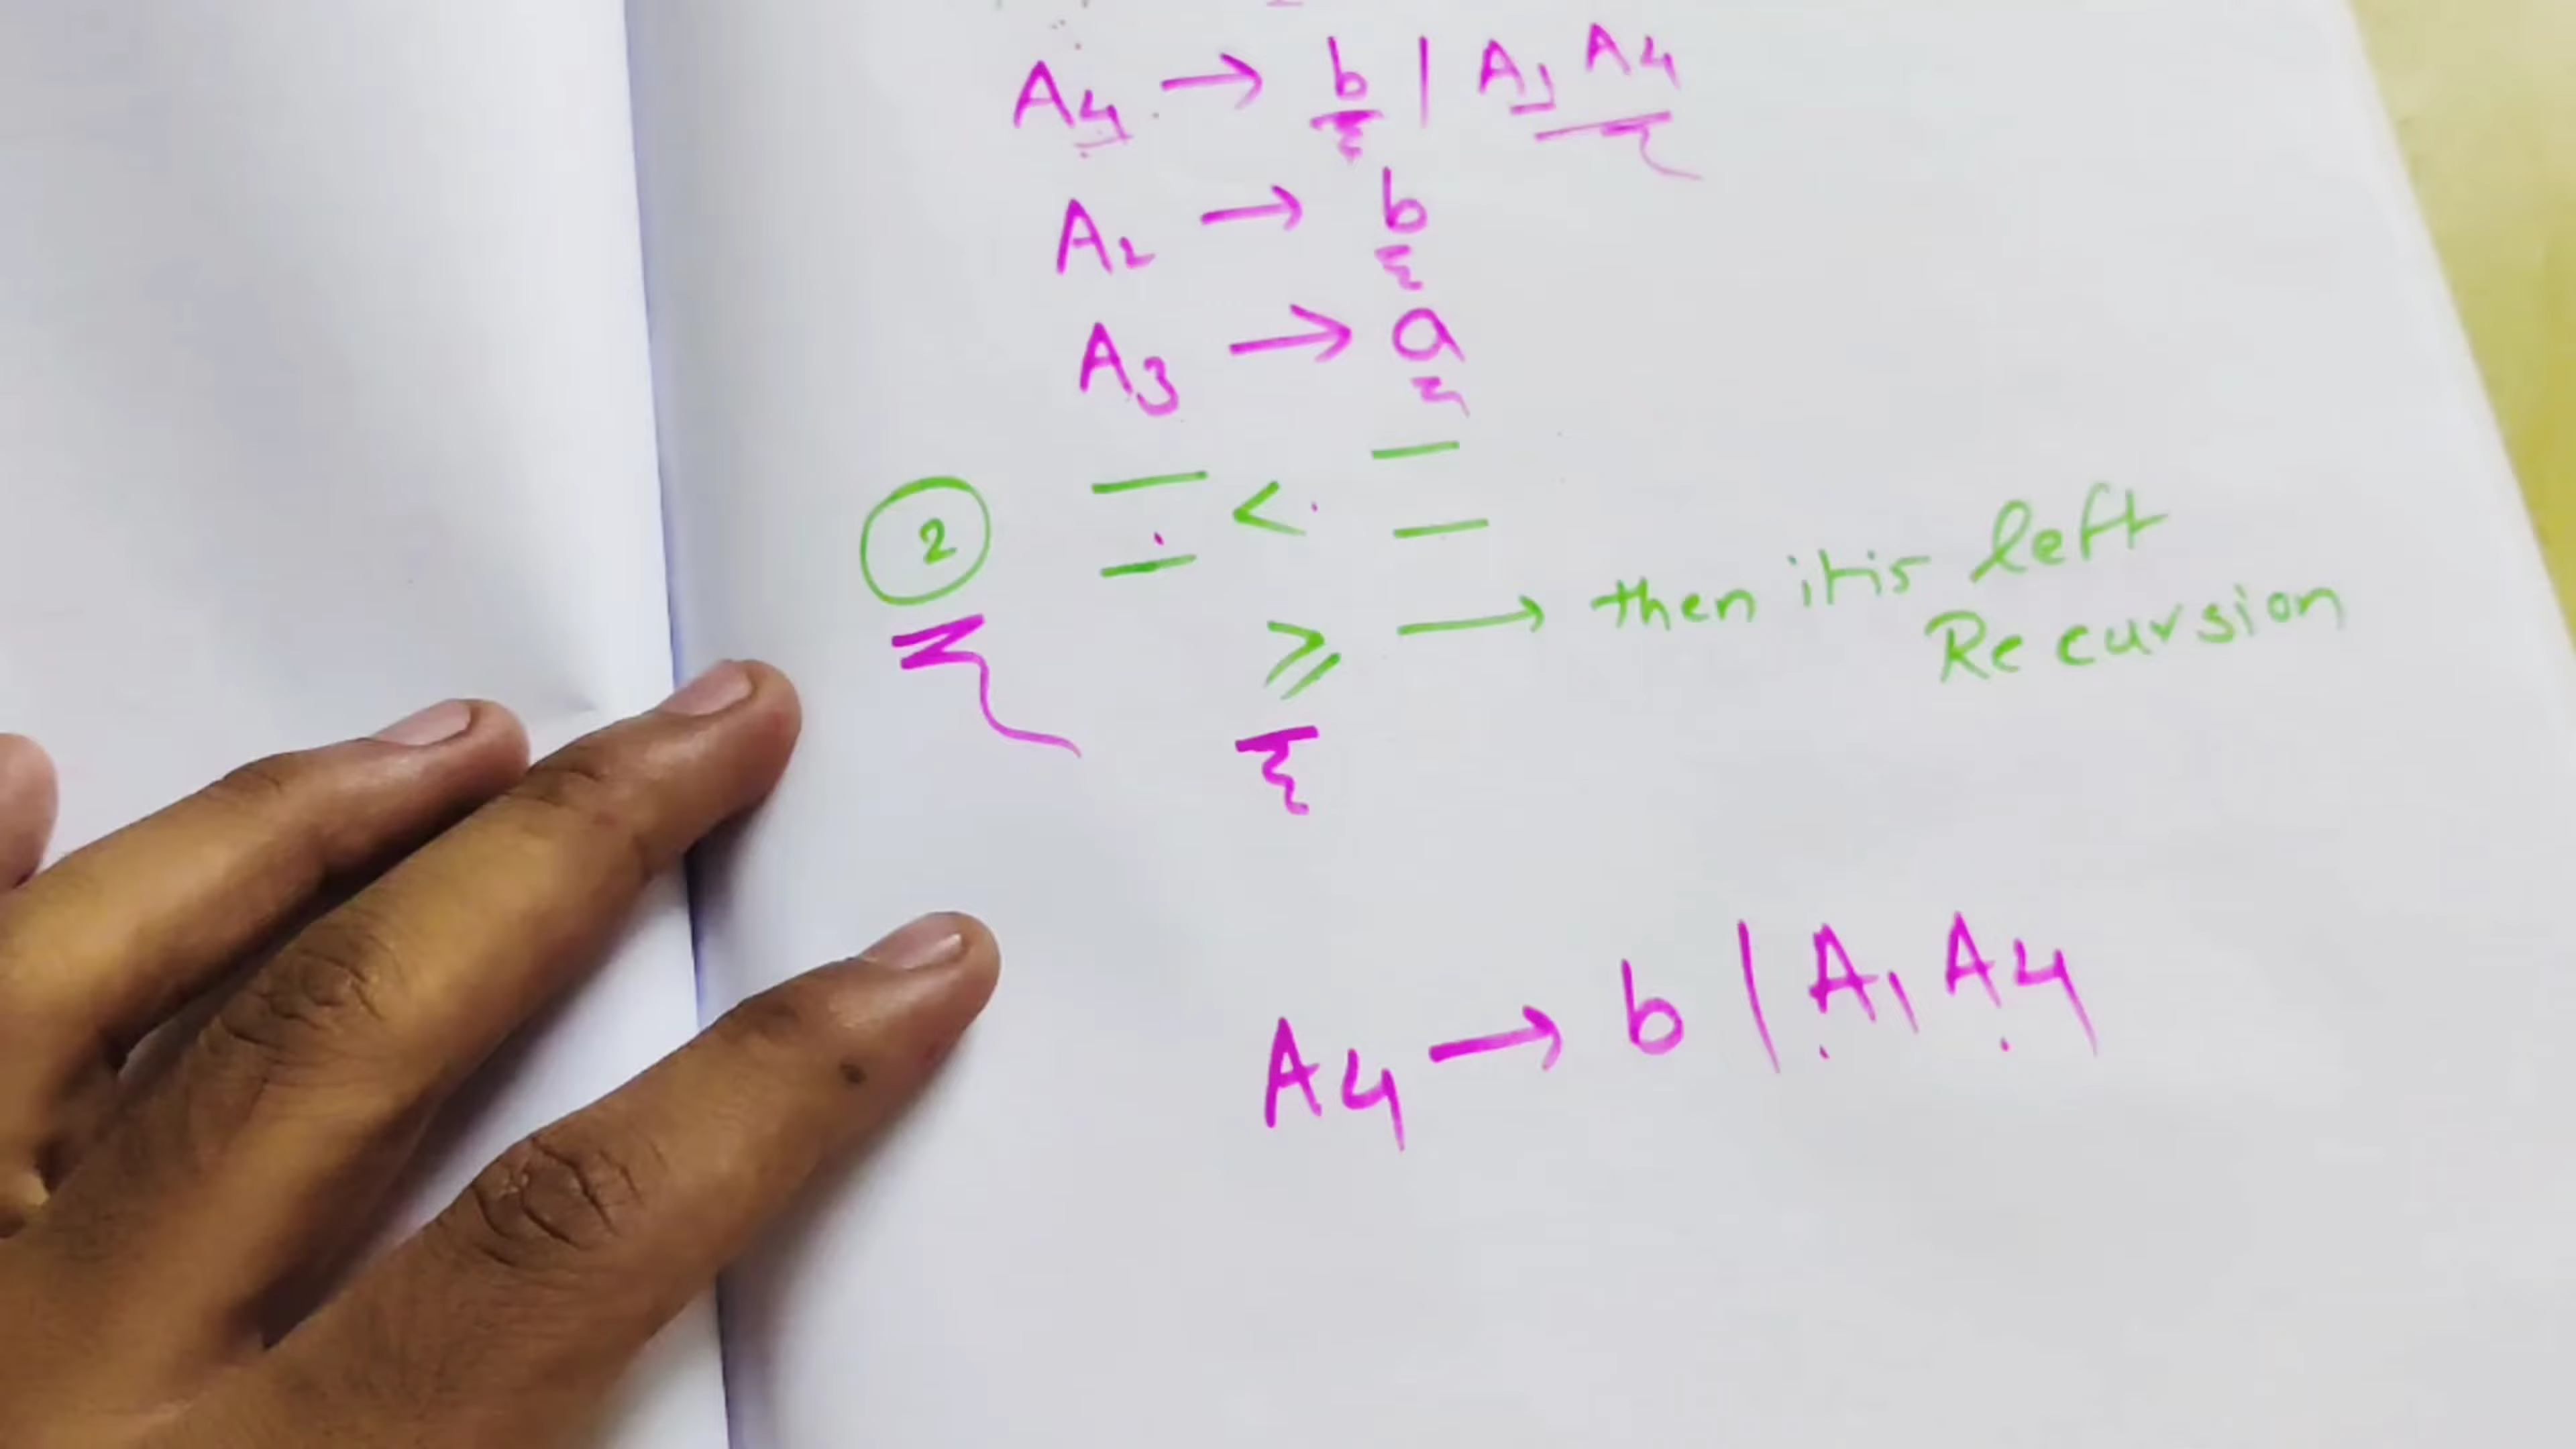 A4 → b | A1 A4
A2 → b
A3 → a
2 <
≥ → then it is left
Recursion
A4 → b | A1 A4